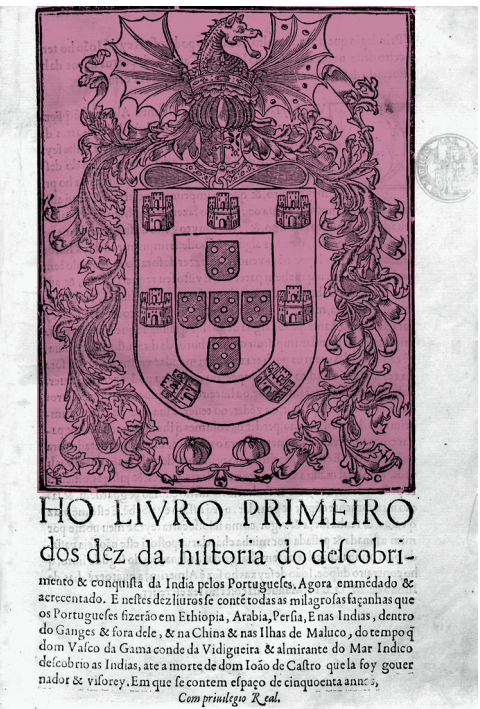 HO LIVRO PRIMEIRO
dos dez da hiſtoria do deſcobri-
mento & conquiſta da India pelos Portugueſes. Agora emmẽdado &
acrecentado. E neſtes dez liuros ſe contẽ todas as milagroſas façanhas que
os Portugueſes fizerão em Ethiopia, Arabia, Perſia, E nas Indias, dentro
do Ganges & fora dele, & na China & nas Ilhas de Maluco, do tempo q̃
dom Vaſco da Gama conde da Vidigueira & almirante do Mar Indico
deſcobrio as Indias, ate a morte de dom Ioão de Caſtro que la foy gouer
nador & viſorey. Em que ſe contem eſpaço de cinquoenta annos,
Com priuilegio Real.